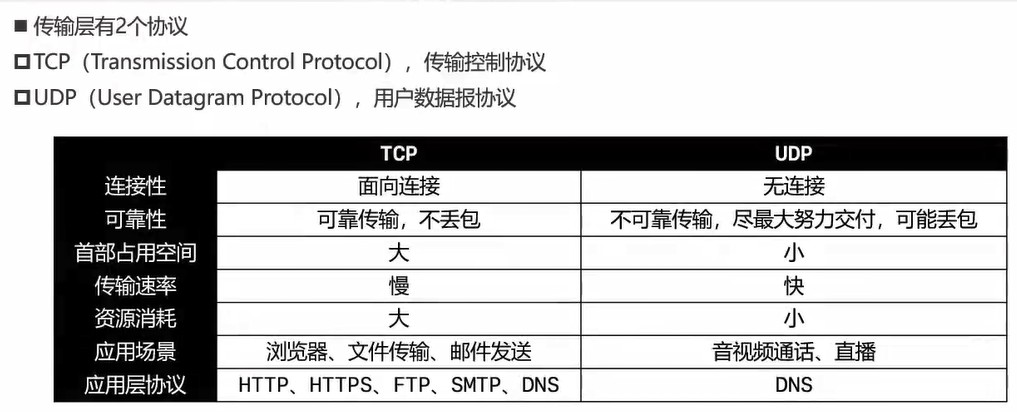 ■ 传输层有2个协议
□TCP（Transmission Control Protocol），传输控制协议
□UDP（User Datagram Protocol），用户数据报协议
TCP UDP
连接性 面向连接 无连接
可靠性 可靠传输，不丢包 不可靠传输，尽最大努力交付，可能丢包
首部占用空间 大 小
传输速率 慢 快
资源消耗 大 小
应用场景 浏览器、文件传输、邮件发送 音视频通话、直播
应用层协议 HTTP、HTTPS、FTP、SMTP、DNS DNS